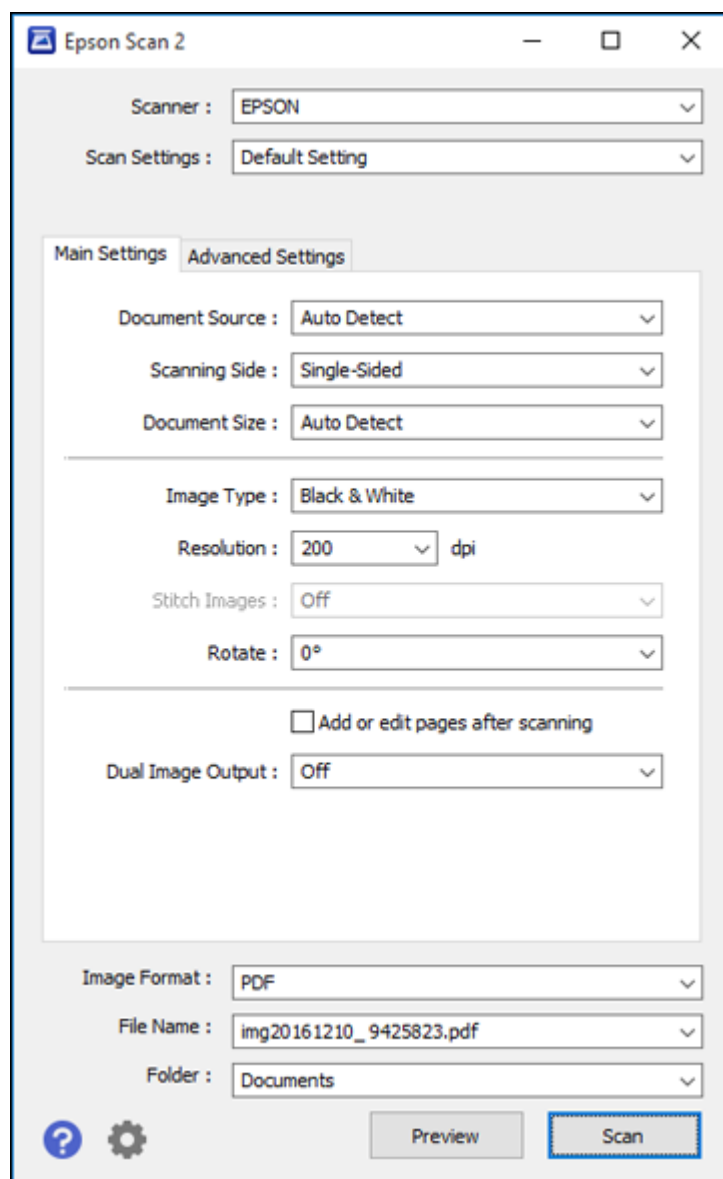 Epson Scan 2
Scanner : EPSON
Scan Settings : Default Setting
Main Settings Advanced Settings
Document Source : Auto Detect
Scanning Side : Single-Sided
Document Size : Auto Detect
Image Type : Black & White
Resolution : 200 dpi
Stitch Images : Off
Rotate : 0°
Add or edit pages after scanning
Dual Image Output : Off
Image Format : PDF
File Name : img20161210_ 9425823.pdf
Folder : Documents
? Preview Scan